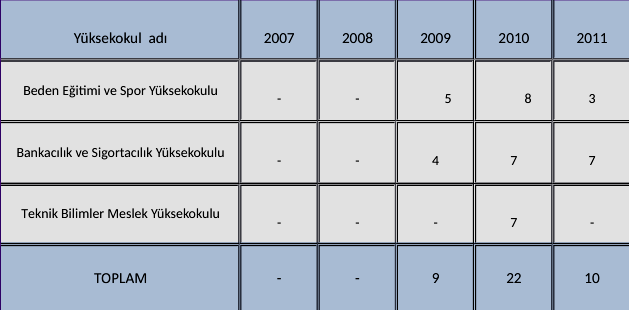 Yüksekokul adı 2007 2008 2009 2010 2011
Beden Eğitimi ve Spor Yüksekokulu - - 5 8 3
Bankacılık ve Sigortacılık Yüksekokulu - - 4 7 7
Teknik Bilimler Meslek Yüksekokulu - - - 7 -
TOPLAM - - 9 22 10